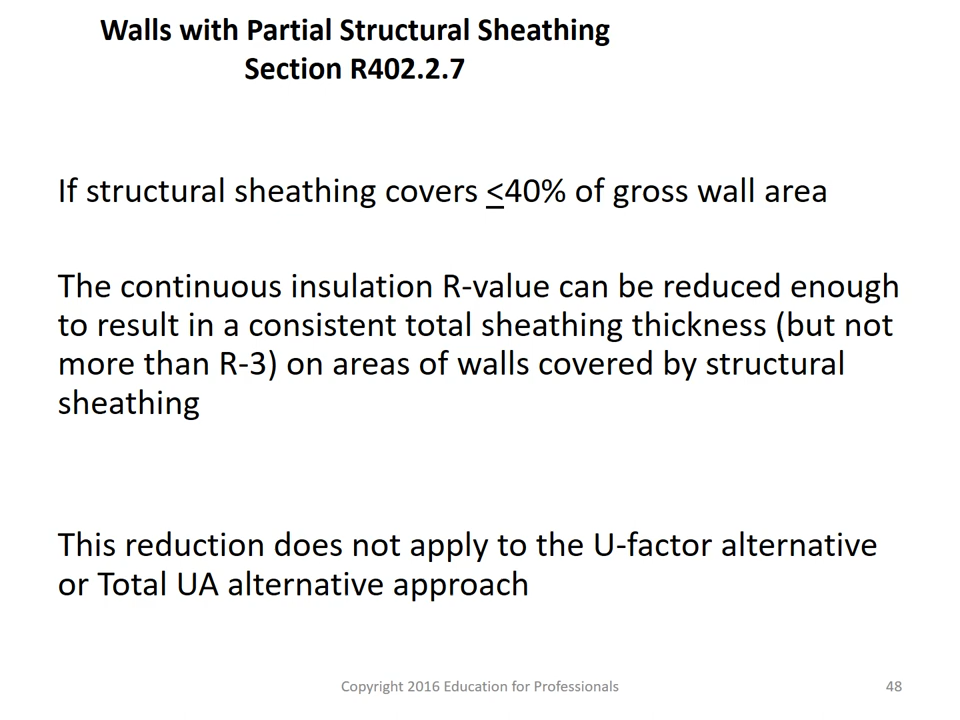 Walls with Partial Structural Sheathing
Section R402.2.7
If structural sheathing covers <40% of gross wall area
The continuous insulation R-value can be reduced enough
to result in a consistent total sheathing thickness (but not
more than R-3) on areas of walls covered by structural
sheathing
This reduction does not apply to the U-factor alternative
or Total UA alternative approach
Copyright 2016 Education for Professionals
48